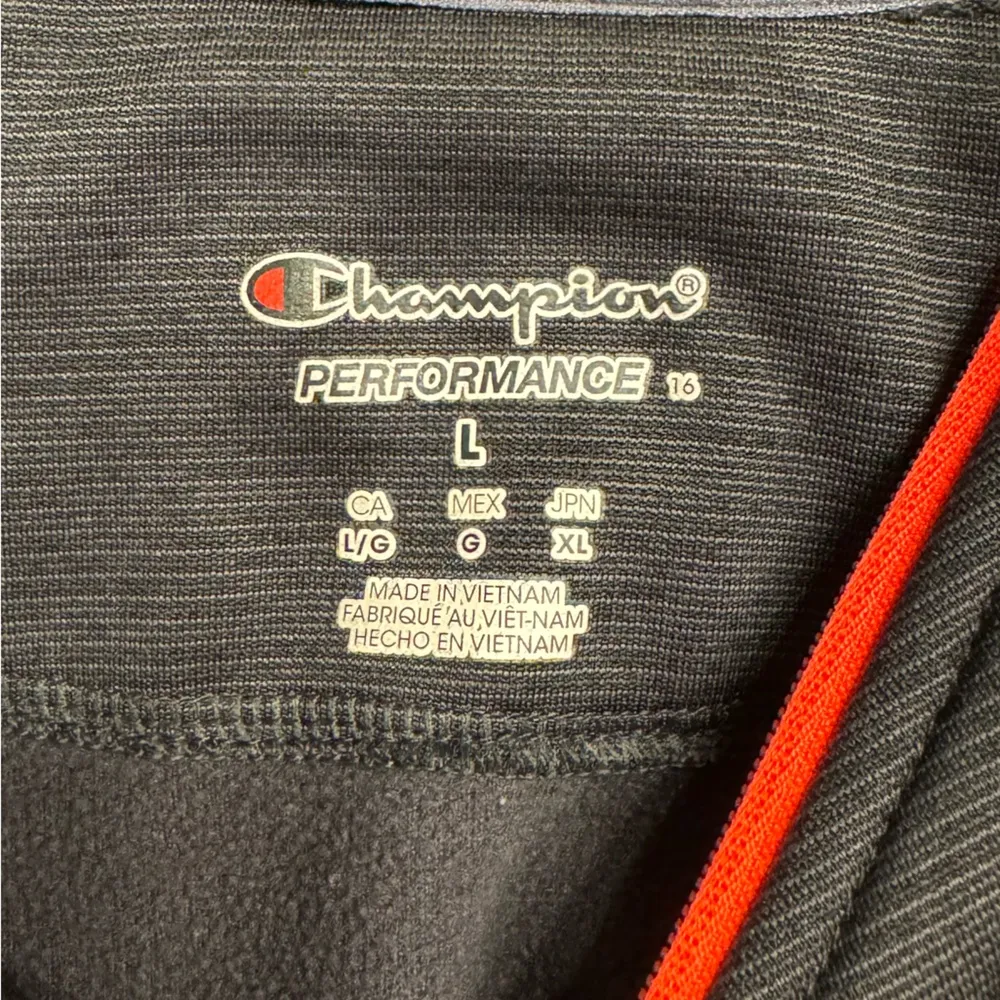 Champion®
PERFORMANCE 16
L
CA MEX JPN
L/G G XL
MADE IN VIETNAM
FABRIQUÉ AU VIÊT-NAM
HECHO EN VIETNAM